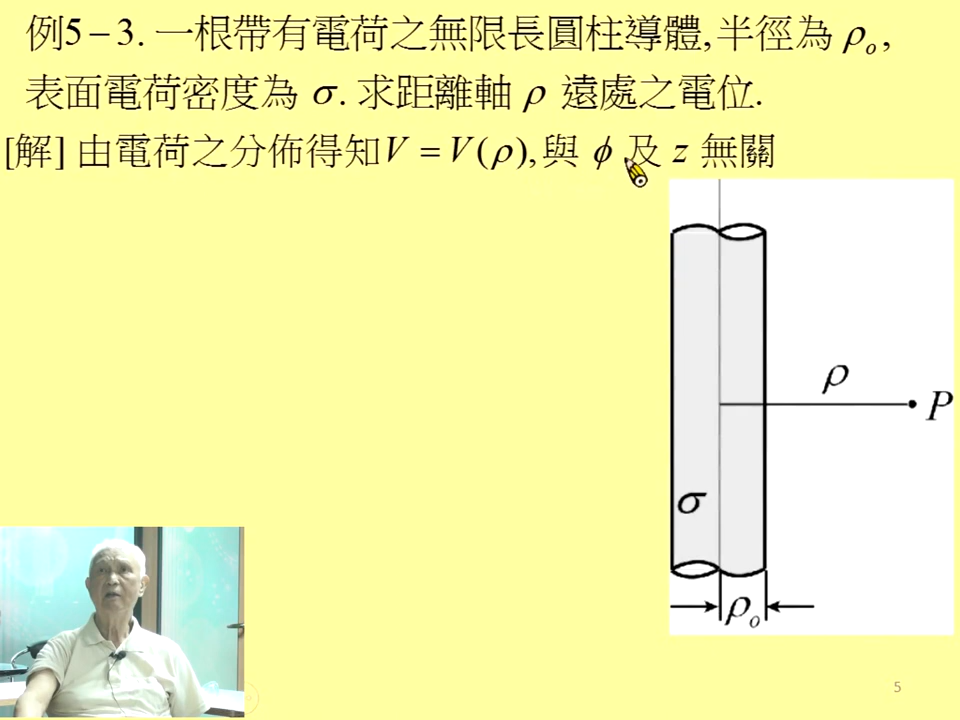 例5－3. 一根帶有電荷之無限長圓柱導體, 半徑為 ρₒ,
表面電荷密度為 σ. 求距離軸 ρ 遠處之電位.
[解] 由電荷之分佈得知V = V(ρ), 與 ϕ 及 z 無關
ρ
P
σ
ρₒ
5